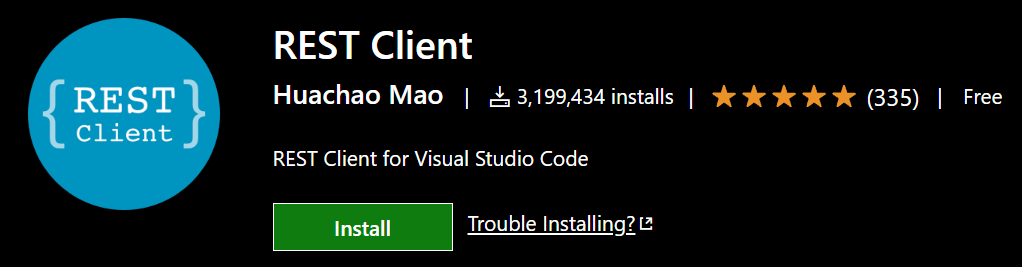 {REST
Client}
REST Client
Huachao Mao | 3,199,434 installs | (335) | Free
REST Client for Visual Studio Code
Install Trouble Installing?